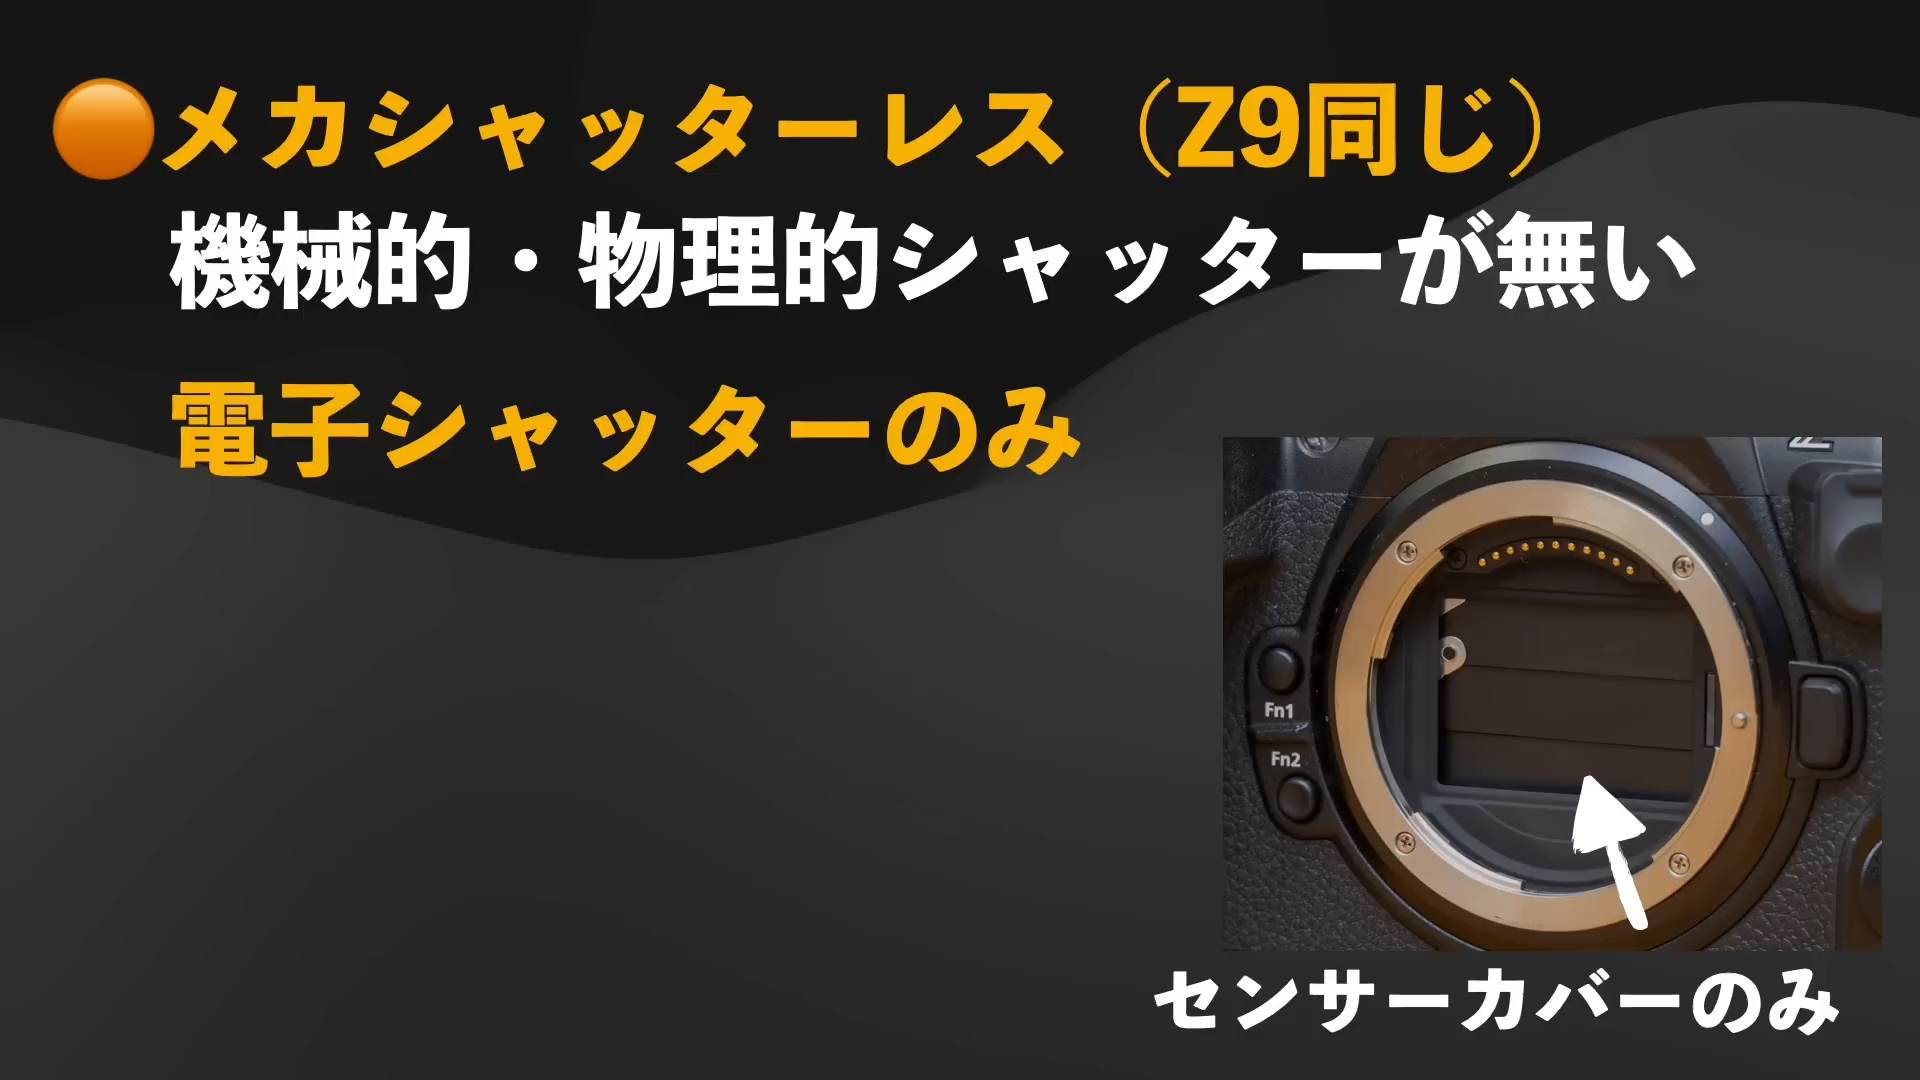 メカシャッターレス（Z9同じ）
機械的・物理的シャッターが無い
電子シャッターのみ
Fn1
Fn2
センサーカバーのみ